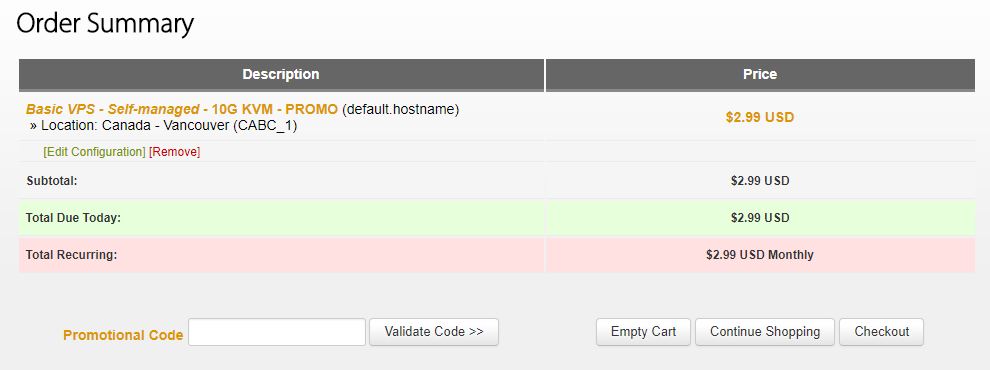 Order Summary
Description Price
Basic VPS - Self-managed - 10G KVM - PROMO (default.hostname) $2.99 USD
» Location: Canada - Vancouver (CABC_1)
[Edit Configuration] [Remove]
Subtotal: $2.99 USD
Total Due Today: $2.99 USD
Total Recurring: $2.99 USD Monthly
Promotional Code Validate Code >> Empty Cart Continue Shopping Checkout